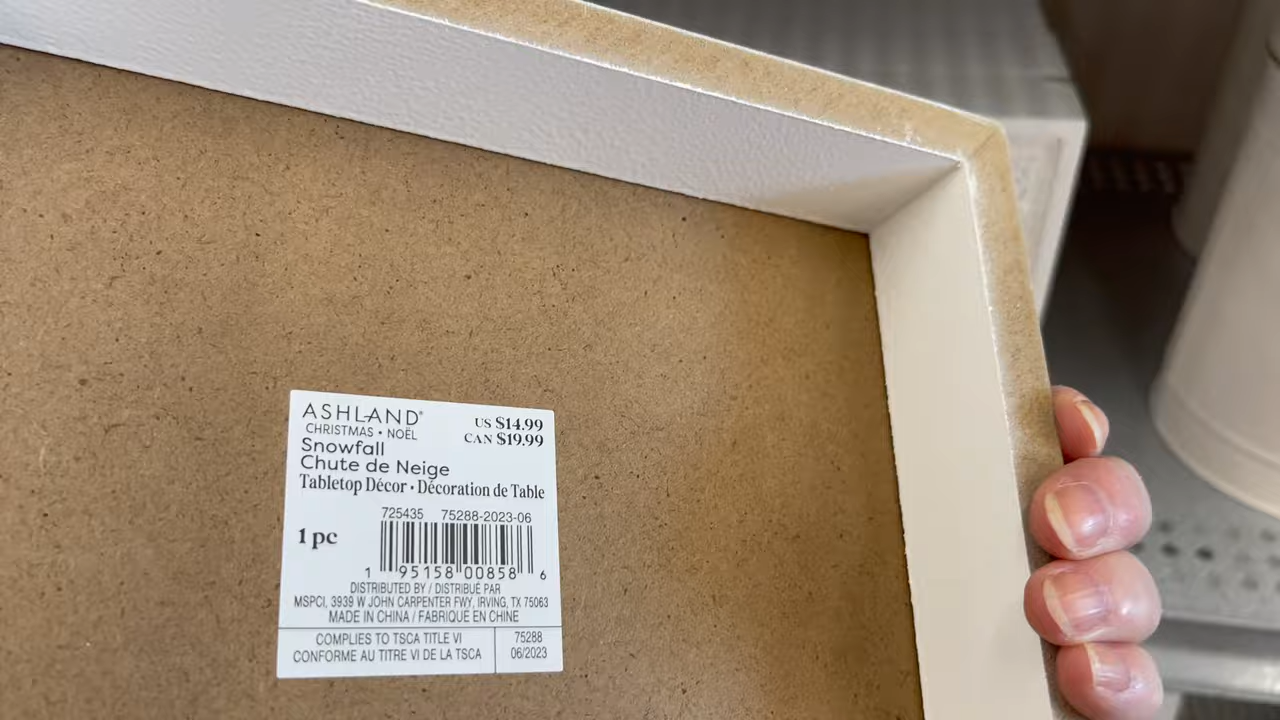 ASHLAND®
CHRISTMAS • NOËL
US $14.99
CAN $19.99
Snowfall
Chute de Neige
Tabletop Décor • Décoration de Table
725435 75288-2023-06
1 pc
1 95158 00858 6
DISTRIBUTED BY / DISTRIBUÉ PAR
MSPCI, 3939 W JOHN CARPENTER FWY, IRVING, TX 75063
MADE IN CHINA / FABRIQUÉ EN CHINE
COMPLIES TO TSCA TITLE VI
CONFORME AU TITRE VI DE LA TSCA
75288
06/2023